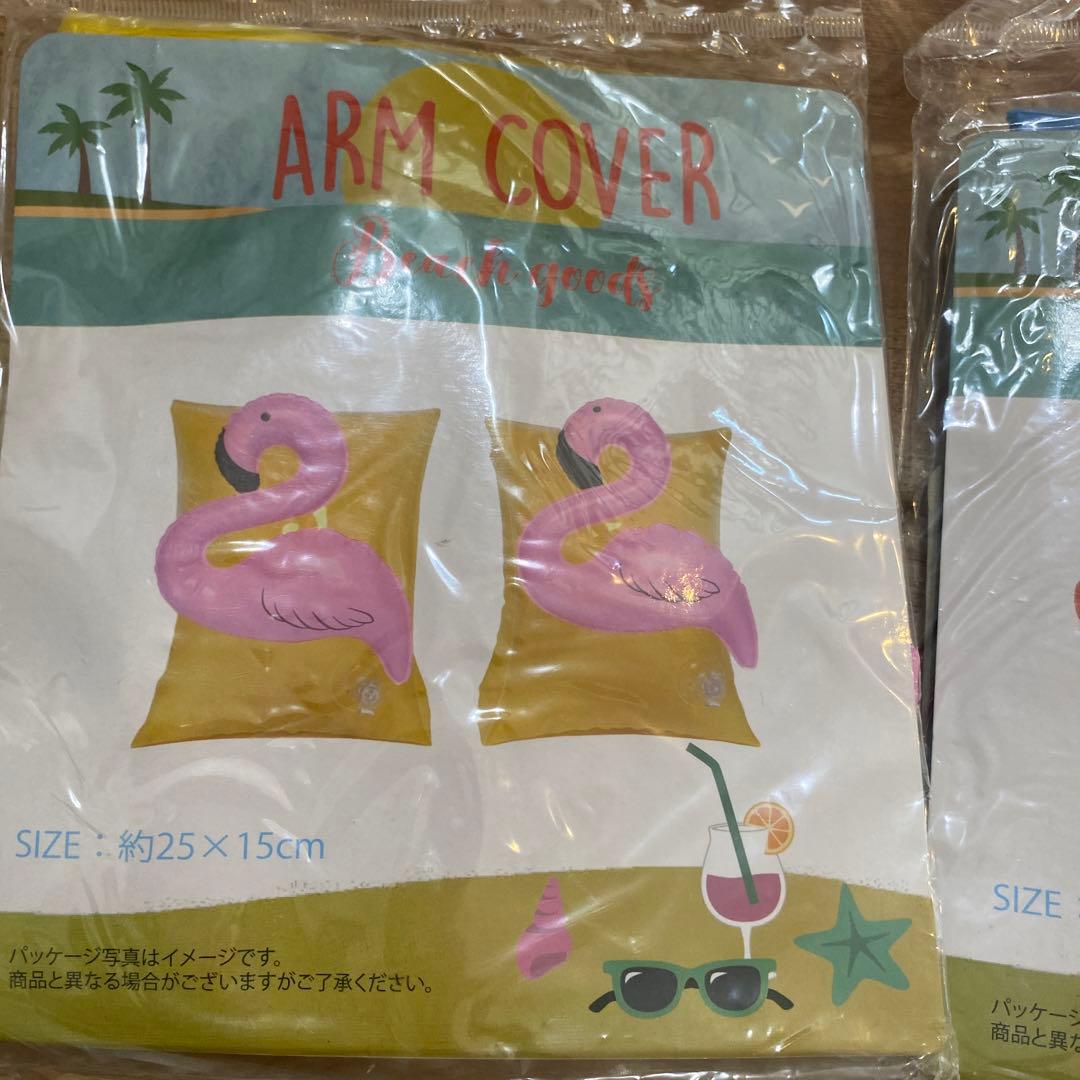 ARM COVER
Beach goods
SIZE：約25×15cm
パッケージ写真はイメージです。
商品と異なる場合がございますがご了承ください。
SIZE：
パッケージ
商品と異な